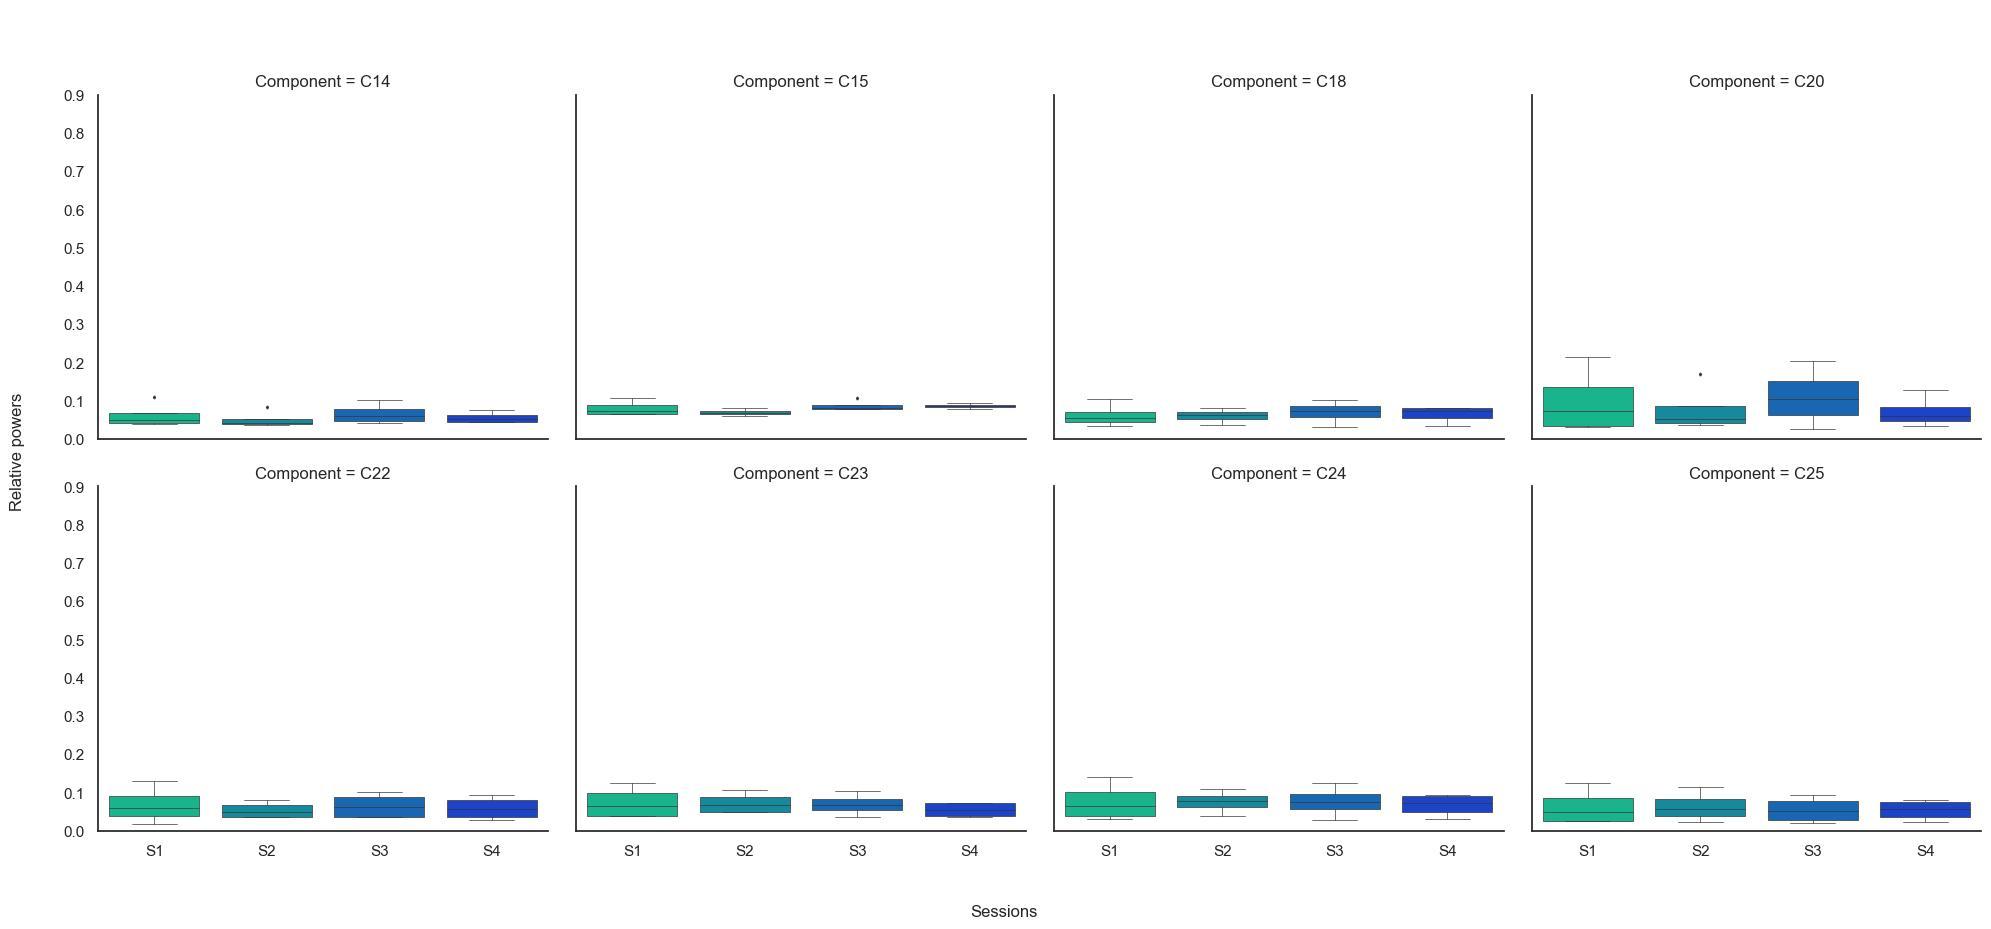 Component = C14
Component = C15
Component = C18
Component = C20
0.9
0.8
0.7
0.6
0.5
0.4
0.3
0.2
0.1
0.0
Relative powers
Component = C22
Component = C23
Component = C24
Component = C25
0.9
0.8
0.7
0.6
0.5
0.4
0.3
0.2
0.1
0.0
S1 S2 S3 S4 S1 S2 S3 S4 S1 S2 S3 S4 S1 S2 S3 S4
Sessions